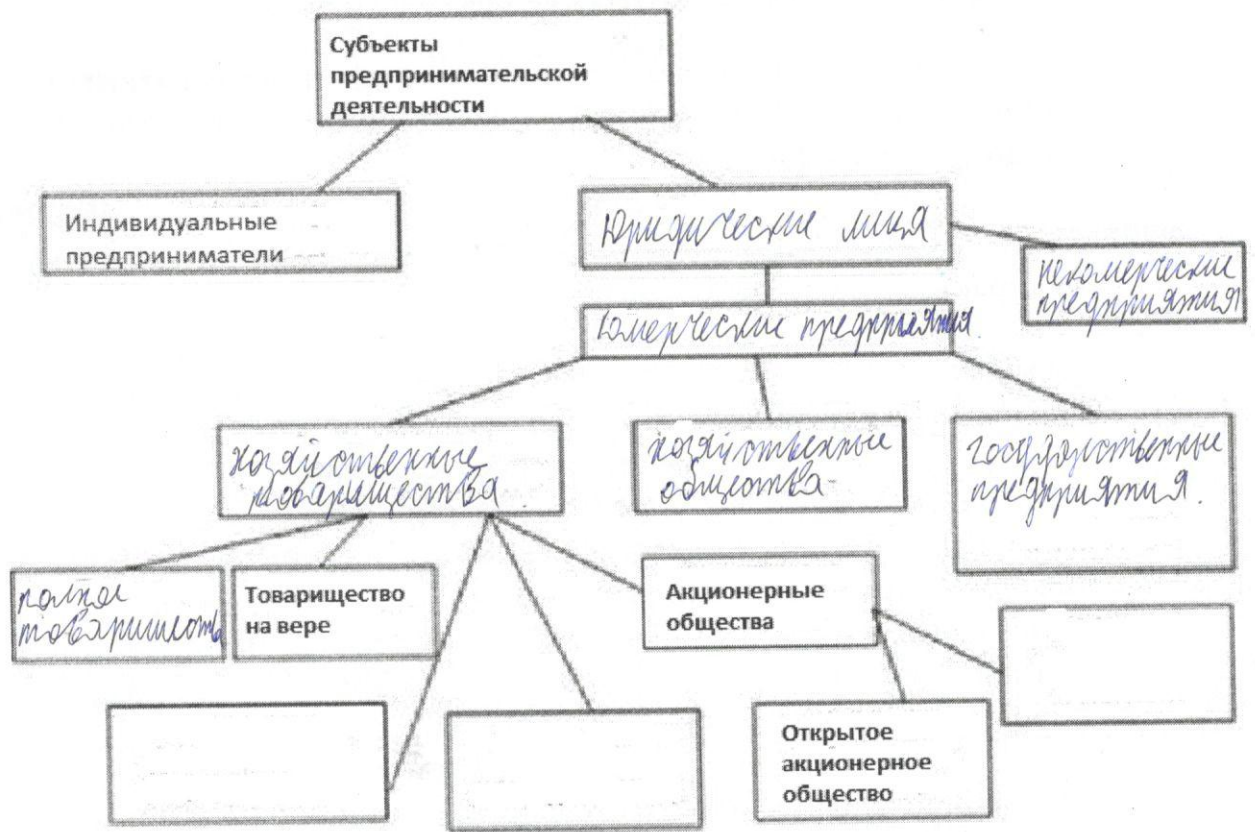 Субъекты
предпринимательской
деятельности
Индивидуальные
предприниматели
Юридические лица
некомерческие
предприятия
комерческие предприятия.
хозяйственные
товарищества.
хозяйственные
общества
государственные
предприятия.
полное
товарищество
Товарищество
на вере
Акционерные
общества
Открытое
акционерное
общество